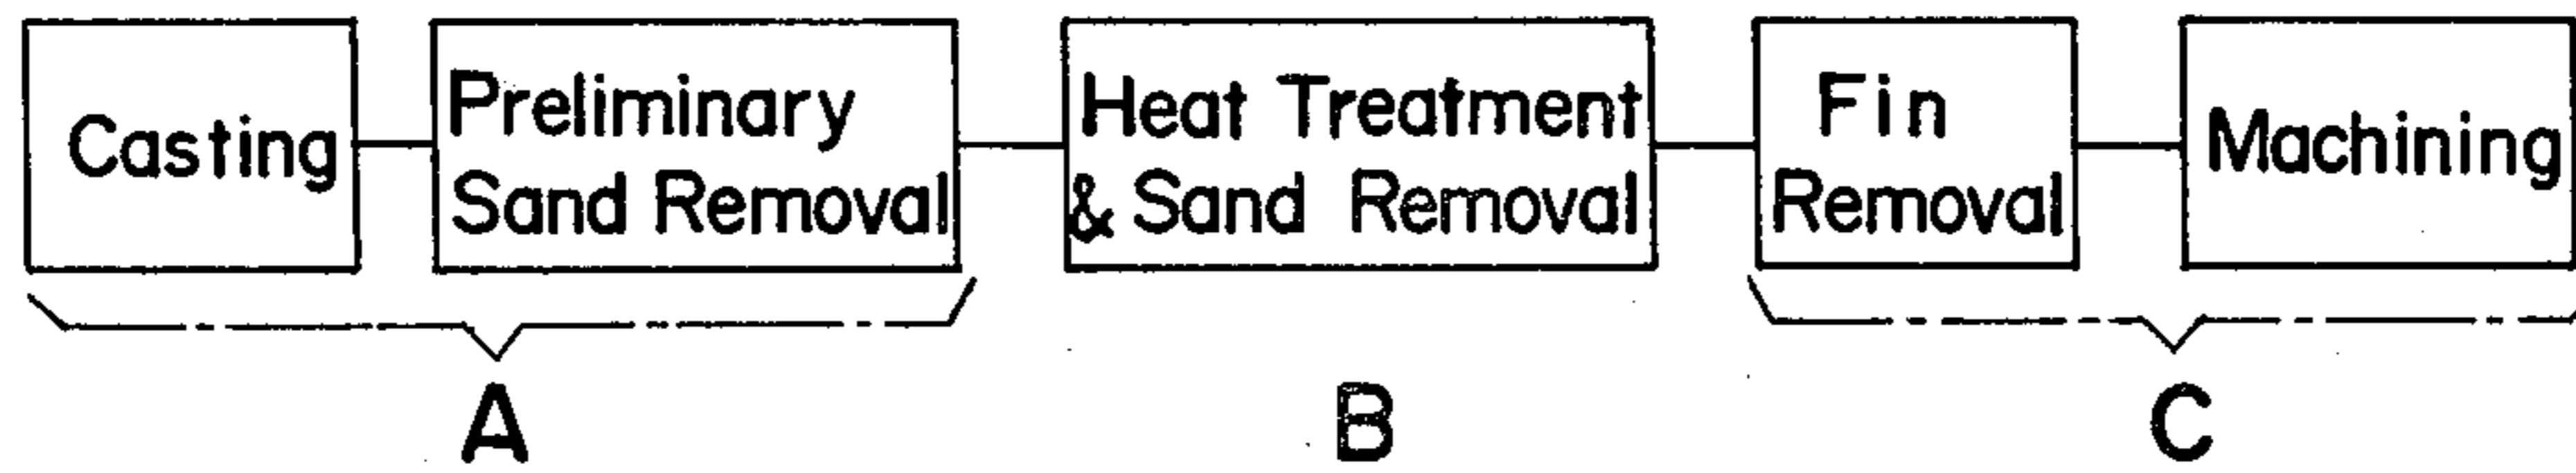 Casting
Preliminary
Sand Removal
Heat Treatment
& Sand Removal
Fin
Removal
Machining
A
B
C